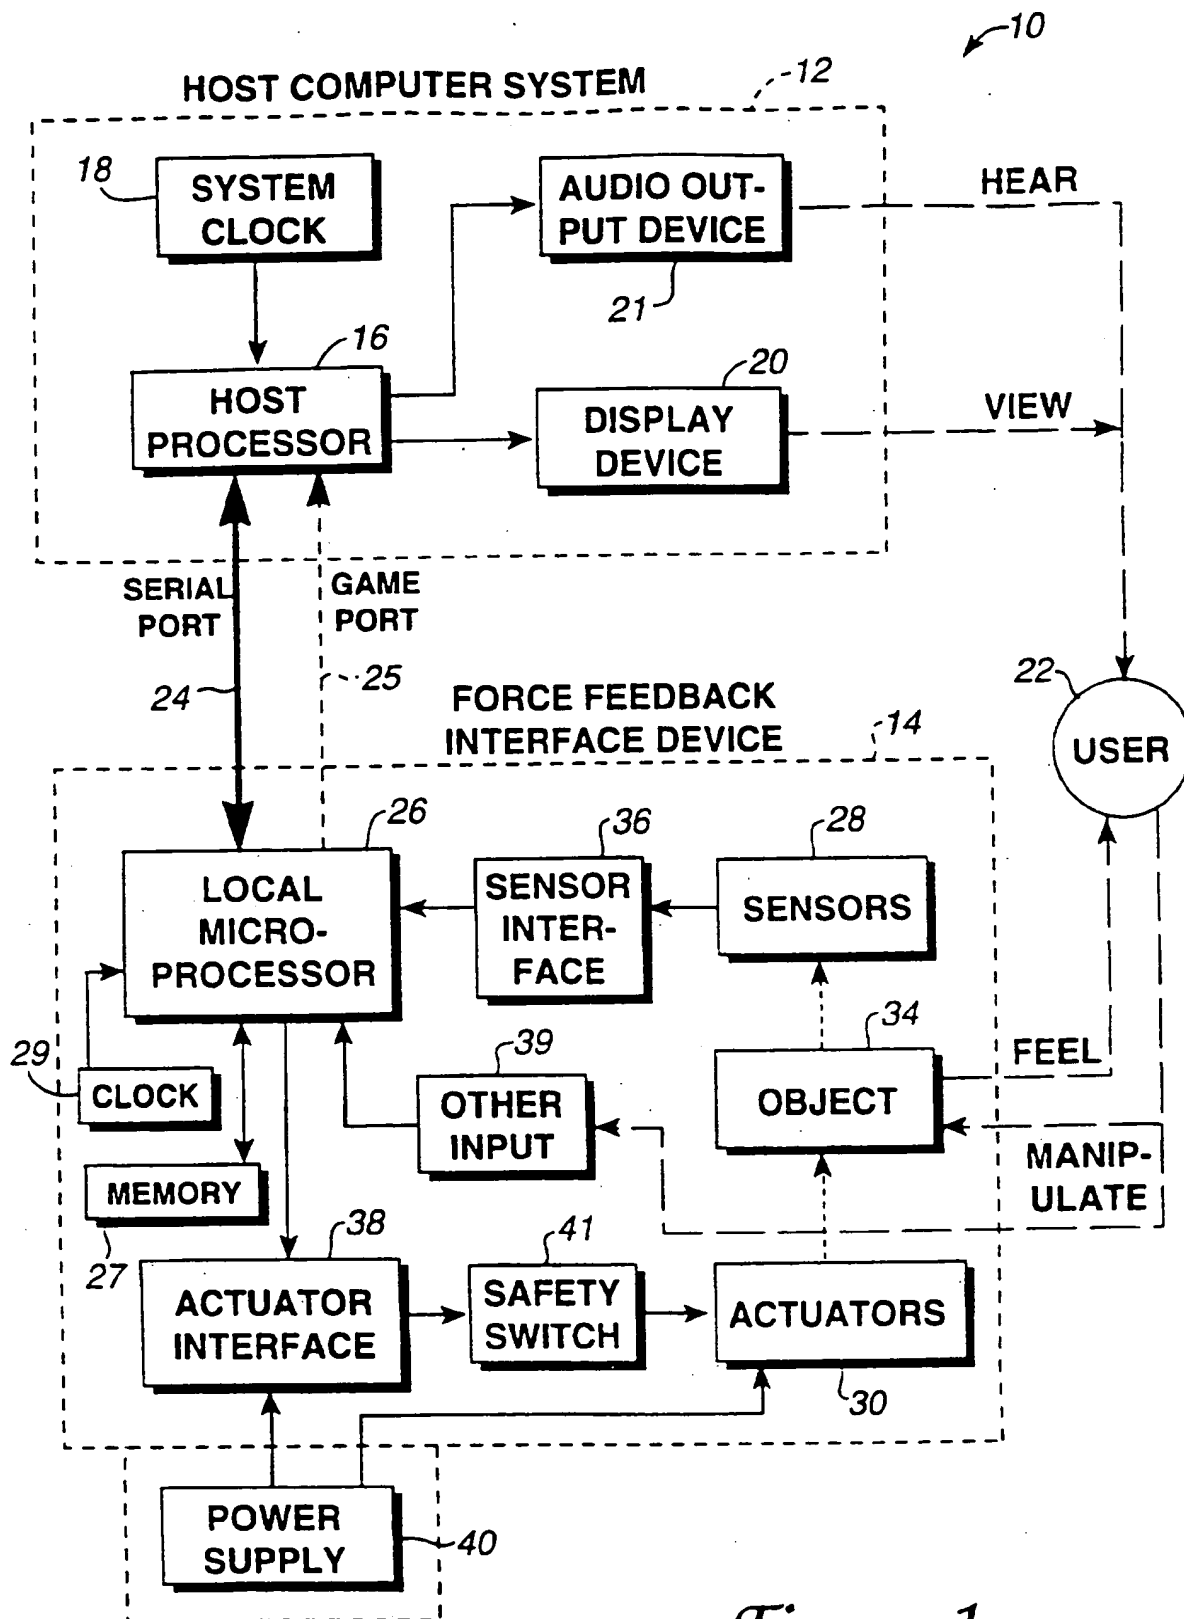 10
HOST COMPUTER SYSTEM
12
18
SYSTEM
CLOCK
AUDIO OUT-
PUT DEVICE
21
HEAR
16
HOST
PROCESSOR
20
DISPLAY
DEVICE
VIEW
SERIAL
PORT
24
GAME
PORT
25
FORCE FEEDBACK
INTERFACE DEVICE
14
22
USER
26
LOCAL
MICRO-
PROCESSOR
36
SENSOR
INTER-
FACE
28
SENSORS
29
CLOCK
39
OTHER
INPUT
34
OBJECT
FEEL
MANIP-
ULATE
MEMORY
27
38
ACTUATOR
INTERFACE
41
SAFETY
SWITCH
ACTUATORS
30
POWER
SUPPLY
40